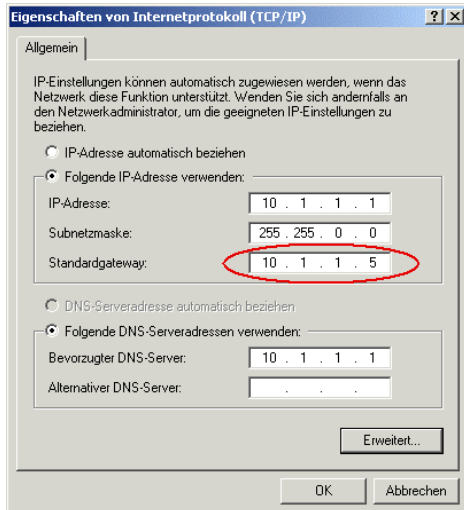 Eigenschaften von Internetprotokoll (TCP/IP)
Allgemein
IP-Einstellungen können automatisch zugewiesen werden, wenn das
Netzwerk diese Funktion unterstützt. Wenden Sie sich andernfalls an
den Netzwerkadministrator, um die geeigneten IP-Einstellungen zu
beziehen.
IP-Adresse automatisch beziehen
Folgende IP-Adresse verwenden:
IP-Adresse: 10 . 1 . 1 . 1
Subnetzmaske: 255 . 255 . 0 . 0
Standardgateway: 10 . 1 . 1 . 5
DNS-Serveradresse automatisch beziehen
Folgende DNS-Serveradressen verwenden:
Bevorzugter DNS-Server: 10 . 1 . 1 . 1
Alternativer DNS-Server: . . .
Erweitert...
OK Abbrechen